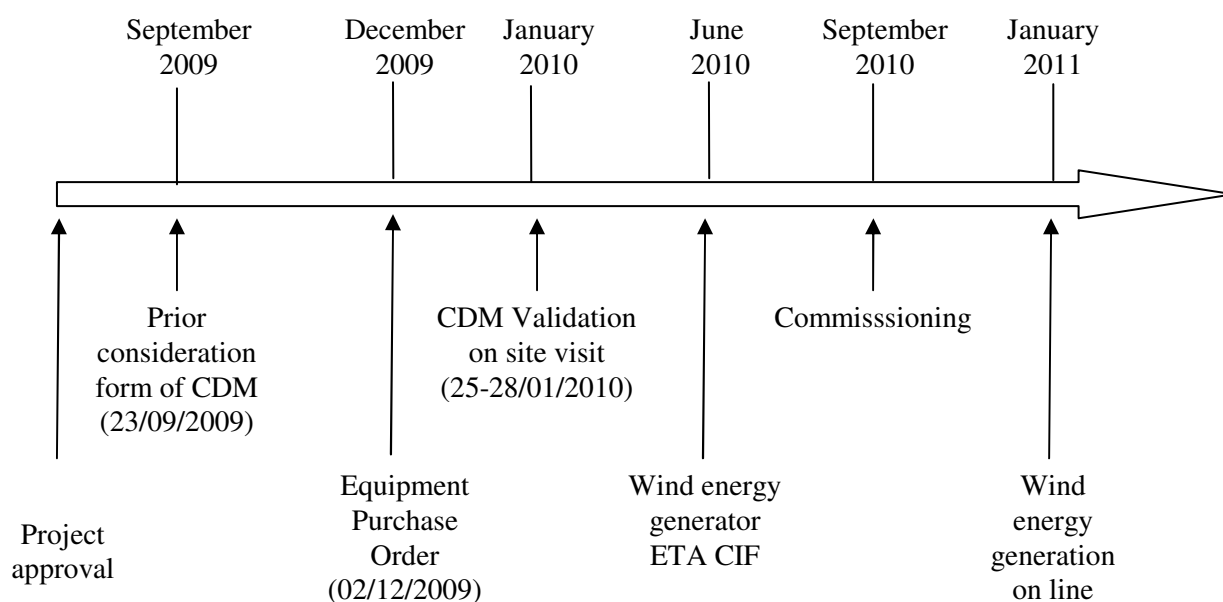 September
2009
December
2009
January
2010
June
2010
September
2010
January
2011
Prior
consideration
form of CDM
(23/09/2009)
CDM Validation
on site visit
(25-28/01/2010)
Commisssioning
Project
approval
Equipment
Purchase
Order
(02/12/2009)
Wind energy
generator
ETA CIF
Wind
energy
generation
on line